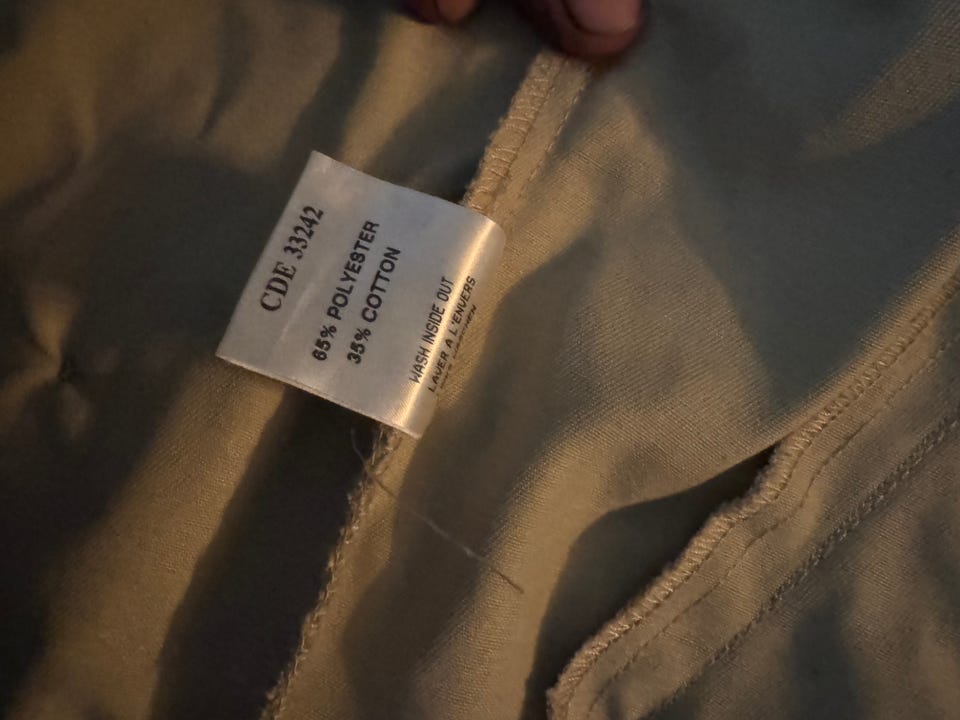 CDE 33242
65% POLYESTER
35% COTTON
WASH INSIDE OUT
LAVER A L'ENVERS